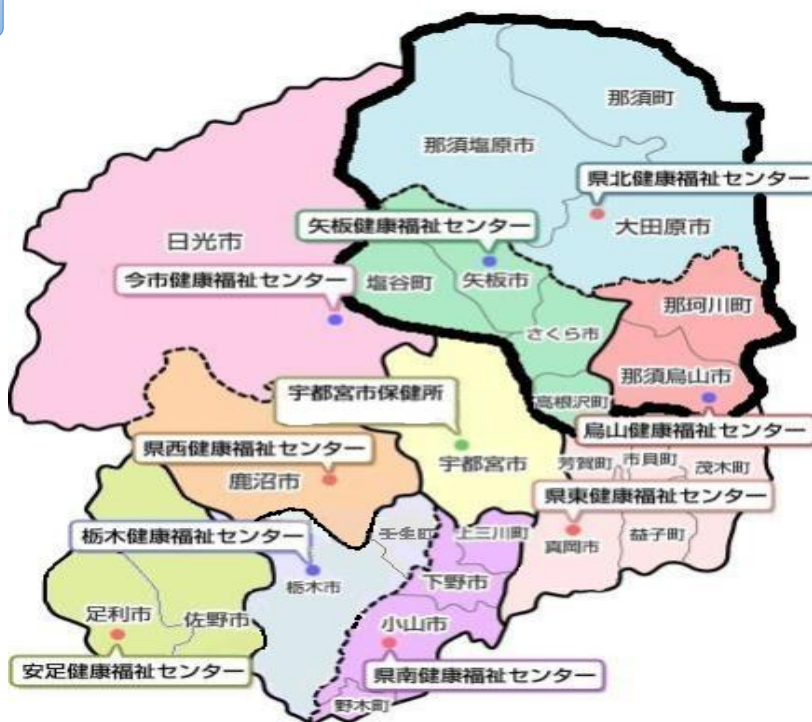 那須町
那須塩原市
県北健康福祉センター
大田原市
矢板健康福祉センター
日光市
今市健康福祉センター
塩谷町
矢板市
さくら市
那珂川町
那須烏山市
高根沢町
烏山健康福祉センター
宇都宮市保健所
宇都宮市
芳賀町
市貝町
茂木町
県西健康福祉センター
鹿沼市
県東健康福祉センター
真岡市
益子町
栃木健康福祉センター
壬生町
上三川町
栃木市
下野市
足利市
佐野市
小山市
安足健康福祉センター
県南健康福祉センター
野木町